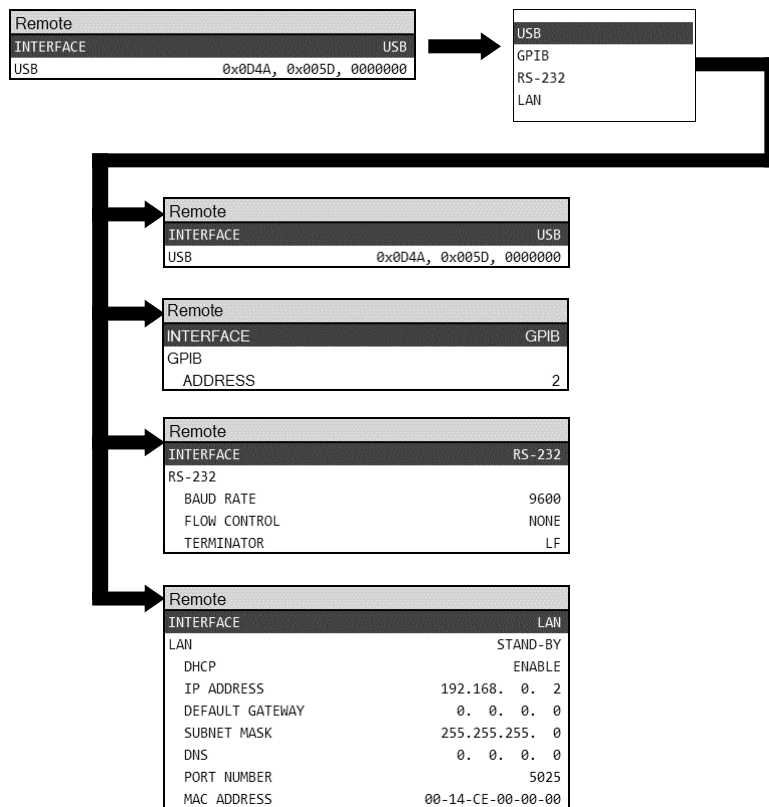 Remote
INTERFACE USB
USB 0x0D4A, 0x005D, 0000000
USB
GPIB
RS-232
LAN
Remote
INTERFACE USB
USB 0x0D4A, 0x005D, 0000000
Remote
INTERFACE GPIB
GPIB
ADDRESS 2
Remote
INTERFACE RS-232
RS-232
BAUD RATE 9600
FLOW CONTROL NONE
TERMINATOR LF
Remote
INTERFACE LAN
LAN STAND-BY
DHCP ENABLE
IP ADDRESS 192.168. 0. 2
DEFAULT GATEWAY 0. 0. 0. 0
SUBNET MASK 255.255.255. 0
DNS 0. 0. 0. 0
PORT NUMBER 5025
MAC ADDRESS 00-14-CE-00-00-00